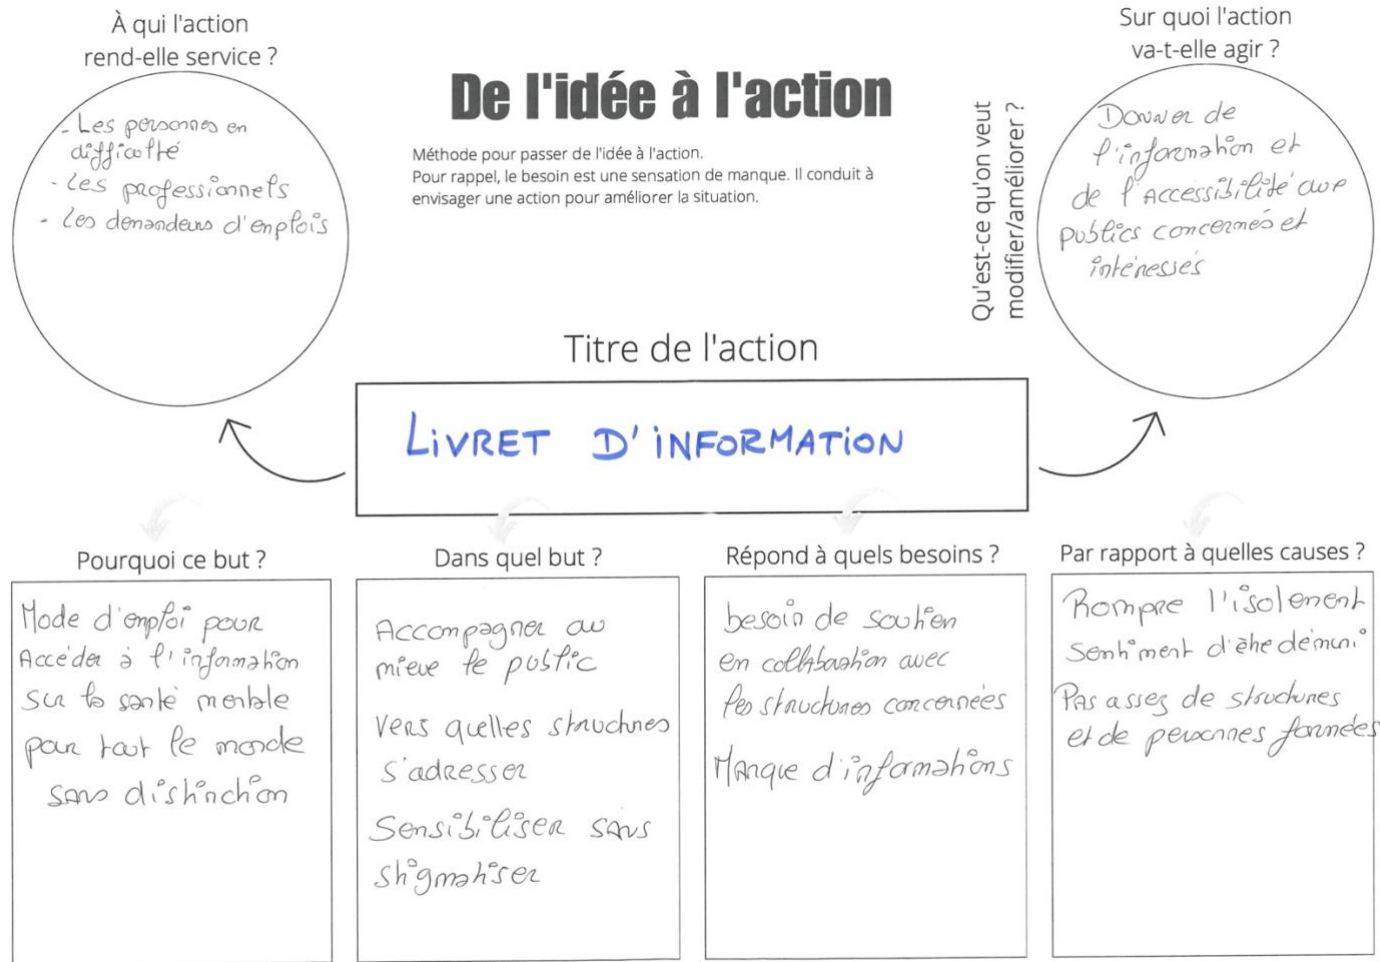 À qui l'action
rend-elle service ?
- Les personnes en
difficulté
- Les professionnels
- Les demandeurs d'emplois
De l'idée à l'action
Méthode pour passer de l'idée à l'action.
Pour rappel, le besoin est une sensation de manque. Il conduit à
envisager une action pour améliorer la situation.
Sur quoi l'action
va-t-elle agir ?
Qu'est-ce qu'on veut
modifier/améliorer ?
Donner de
l'information et
de l'Accessibilité aux
publics concernés et
intéressés
Titre de l'action
LIVRET D'INFORMATION
Pourquoi ce but ?
Mode d'emploi pour
Accéder à l'information
sur la santé mentale
pour tout le monde
sans distinction
Dans quel but ?
Accompagner au
mieux le public
Vers quelles structures
s'adresser
Sensibiliser sans
stigmatiser
Répond à quels besoins ?
besoin de soutien
en collaboration avec
les structures concernées
Manque d'informations
Par rapport à quelles causes ?
Rompre l'isolement
Sentiment d'être démuni
Pas assez de structures
et de personnes formées